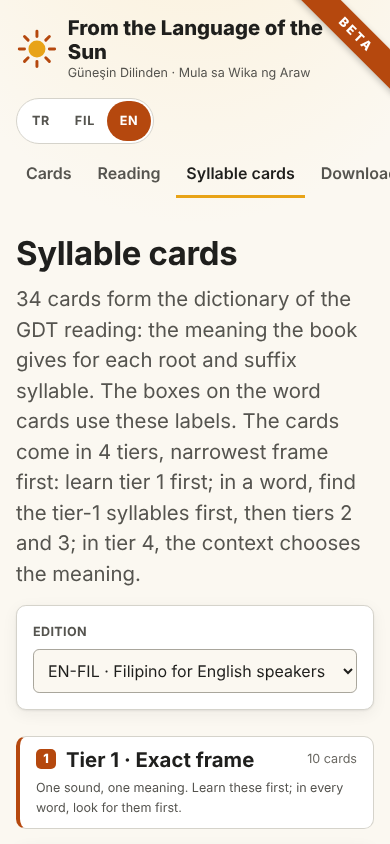 From the Language of the
Sun
Güneşin Dilinden · Mula sa Wika ng Araw
BETA
TR FIL EN
Cards Reading Syllable cards Downloa
Syllable cards
34 cards form the dictionary of the
GDT reading: the meaning the book
gives for each root and suffix
syllable. The boxes on the word
cards use these labels. The cards
come in 4 tiers, narrowest frame
first: learn tier 1 first; in a word, find
the tier-1 syllables first, then tiers 2
and 3; in tier 4, the context chooses
the meaning.
EDITION
EN-FIL · Filipino for English speakers
1 Tier 1 · Exact frame 10 cards
One sound, one meaning. Learn these first; in every
word, look for them first.